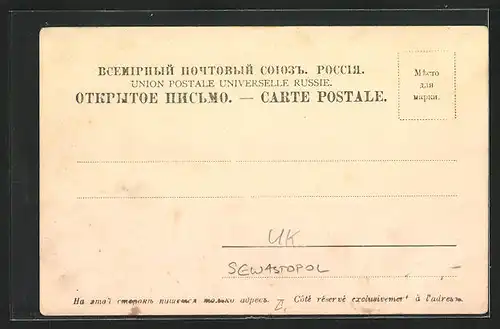 ВСЕМІРНЫЙ ПОЧТОВЫЙ СОЮЗЪ. РОССІЯ.
UNION POSTALE UNIVERSELLE RUSSIE.
ОТКРЫТОЕ ПИСЬМО. — CARTE POSTALE.
Мѣсто
для
марки.
UK
SEWASTOPOL
На этой сторонѣ пишется только адресъ. Côté réservé exclusivement à l'adresse.